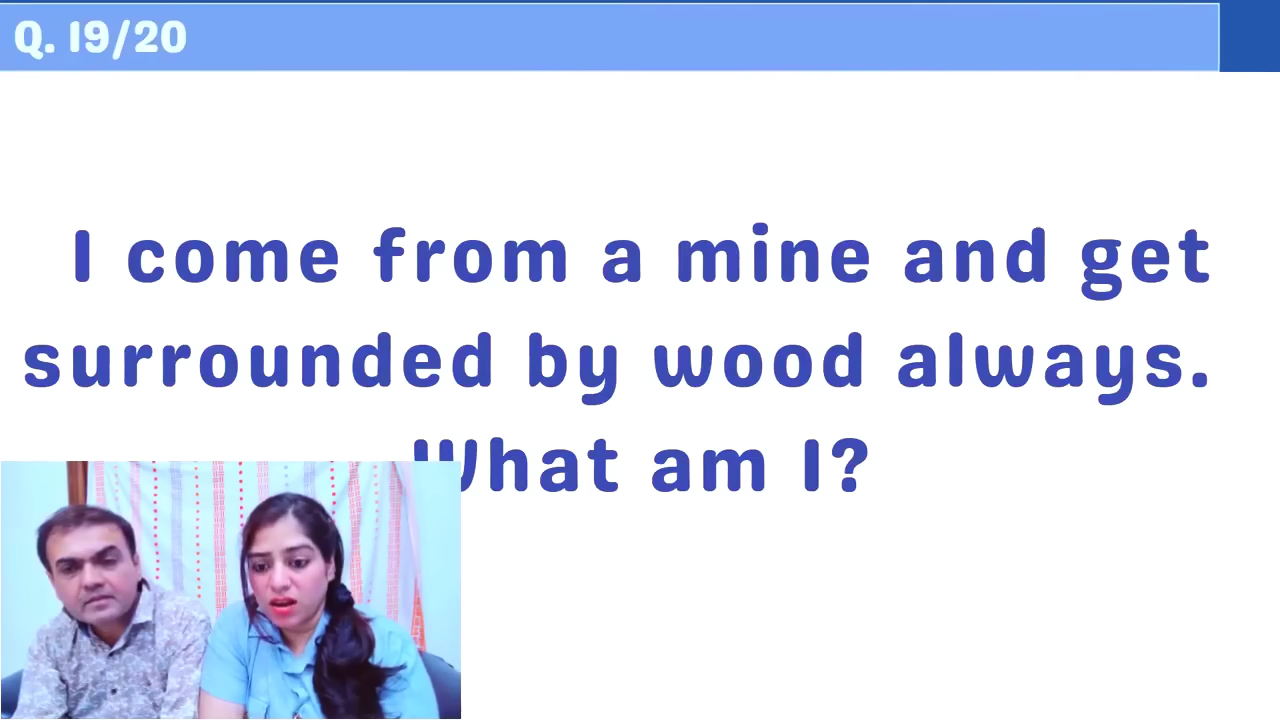 Q. 19/20
I come from a mine and get
surrounded by wood always.
What am I?